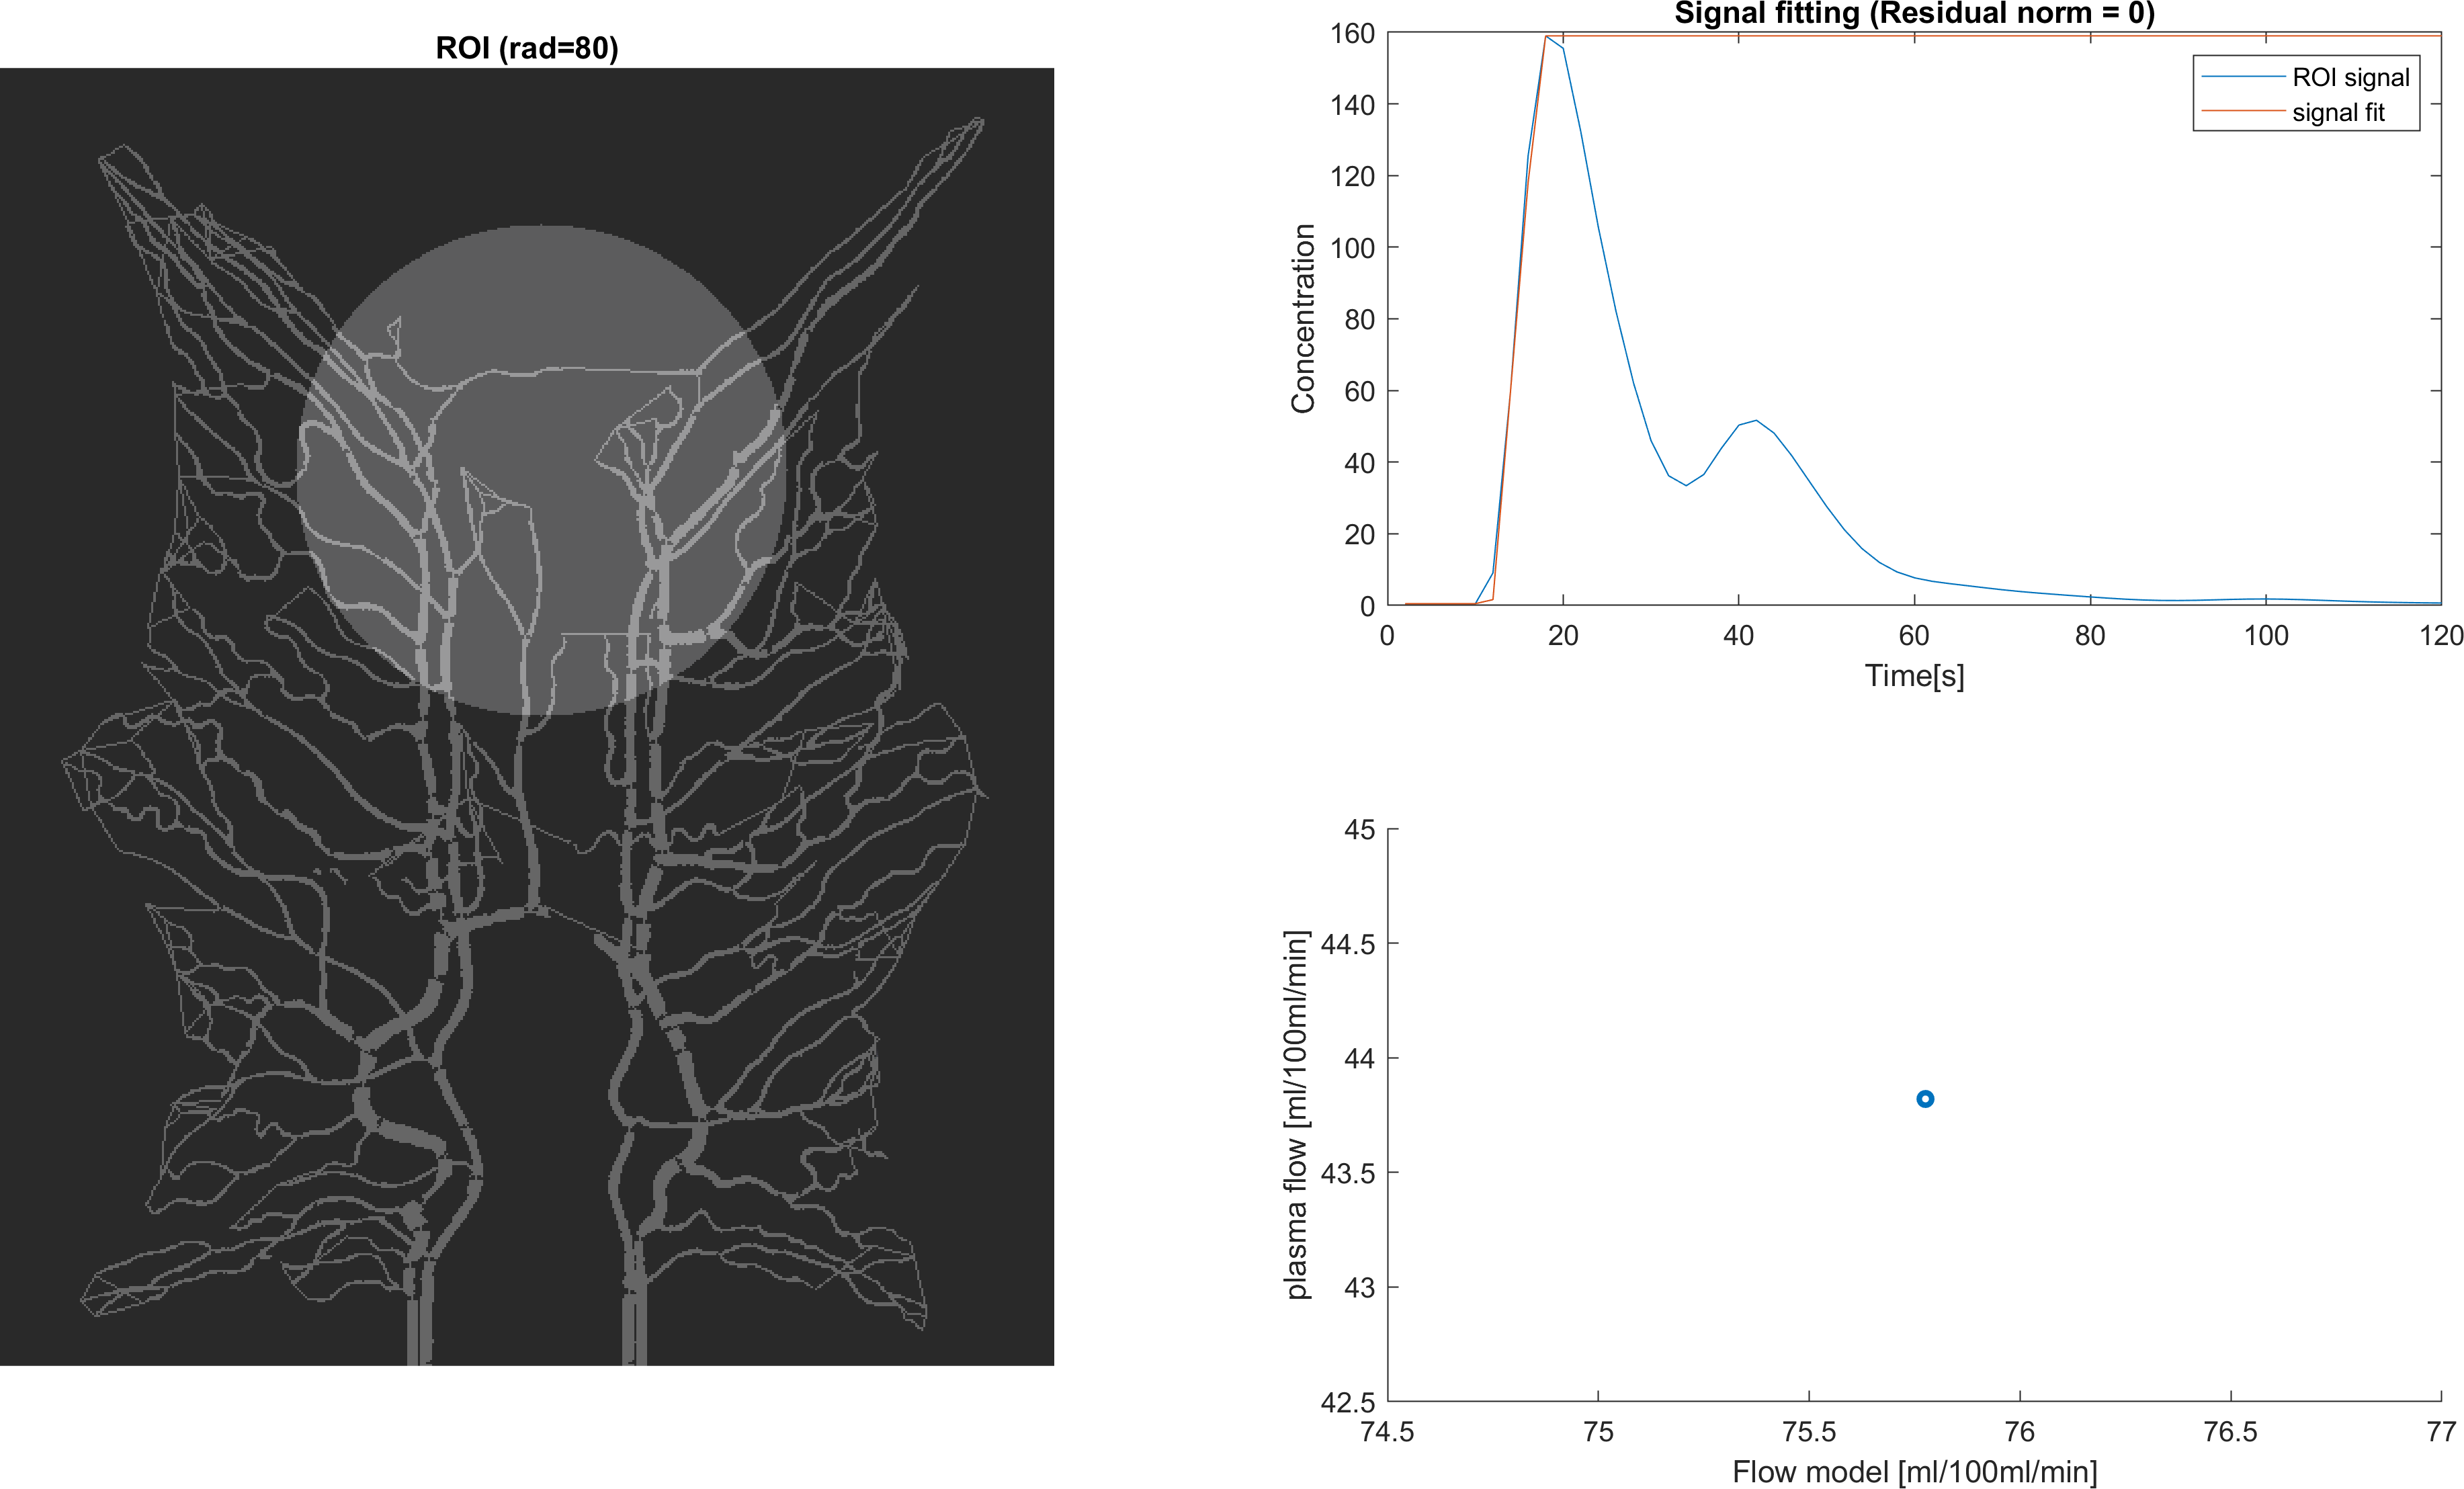 ROI (rad=80)
Signal fitting (Residual norm = 0)
160
140
120
100
80
60
40
20
0
Concentration
ROI signal
signal fit
0 20 40 60 80 100 120
Time[s]
45
44.5
44
43.5
43
42.5
plasma flow [ml/100ml/min]
74.5 75 75.5 76 76.5 77
Flow model [ml/100ml/min]